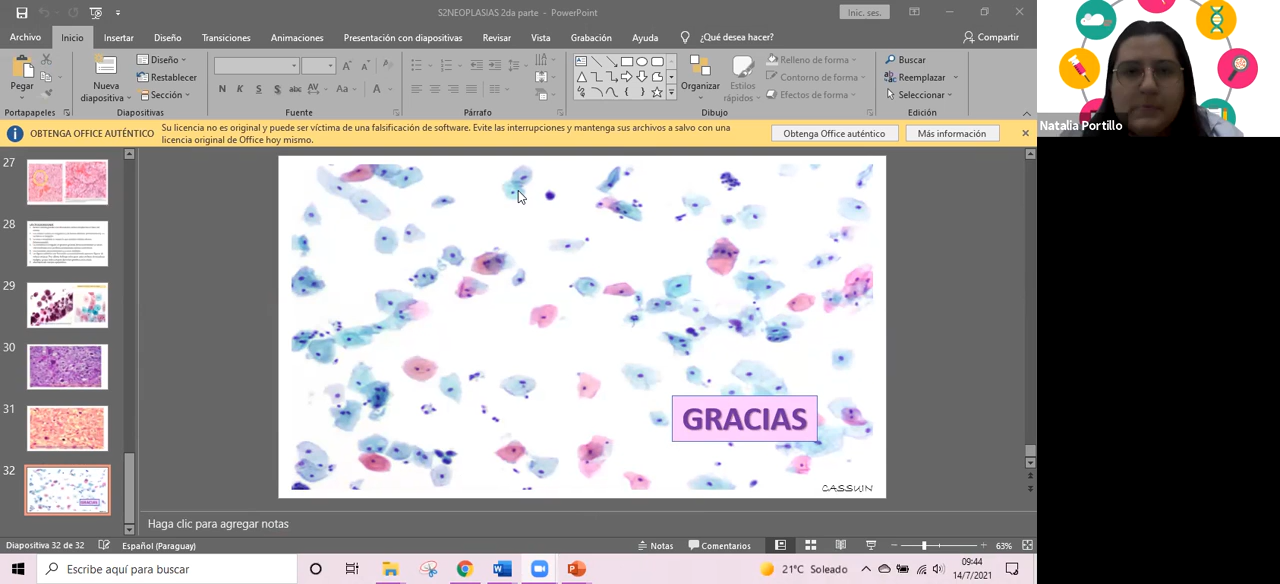 S2NEOPLASIAS 2da parte - PowerPoint
Inic. ses.
Archivo Inicio Insertar Diseño Transiciones Animaciones Presentación con diapositivas Revisar Vista Grabación Ayuda ¿Qué desea hacer? Compartir
Pegar
Nueva
diapositiva
Diseño
Restablecer
Sección
N K S S abc AV Aa A
Organizar
Estilos
rápidos
Relleno de forma
Contorno de forma
Efectos de forma
Buscar
Reemplazar
Seleccionar
Portapapeles Diapositivas Fuente Párrafo Dibujo Edición
OBTENGA OFFICE AUTÉNTICO
Su licencia no es original y puede ser víctima de una falsificación de software. Evite las interrupciones y mantenga sus archivos a salvo con una
licencia original de Office hoy mismo.
Obtenga Office auténtico
Más información
Natalia Portillo
27
28
29
30
31
32
GRACIAS
CASSUIN
Haga clic para agregar notas
Diapositiva 32 de 32 Español (Paraguay) Notas Comentarios 63%
Escribe aquí para buscar
21°C Soleado
09:44
14/7/2021